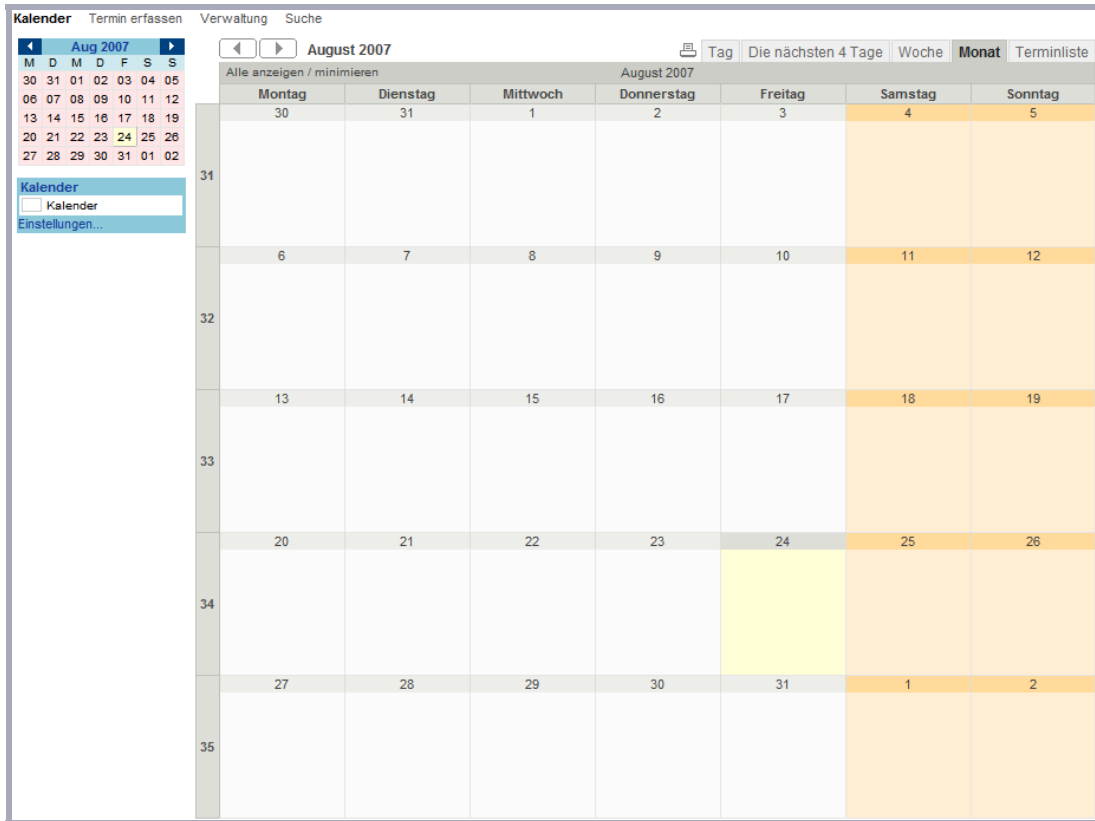 Kalender Termin erfassen Verwaltung Suche
Aug 2007
M D M D F S S
30 31 01 02 03 04 05
06 07 08 09 10 11 12
13 14 15 16 17 18 19
20 21 22 23 24 25 26
27 28 29 30 31 01 02
Kalender
Kalender
Einstellungen...
August 2007 Tag Die nächsten 4 Tage Woche Monat Terminliste
Alle anzeigen / minimieren August 2007
Montag Dienstag Mittwoch Donnerstag Freitag Samstag Sonntag
30 31 1 2 3 4 5
31
6 7 8 9 10 11 12
32
13 14 15 16 17 18 19
33
20 21 22 23 24 25 26
34
27 28 29 30 31 1 2
35